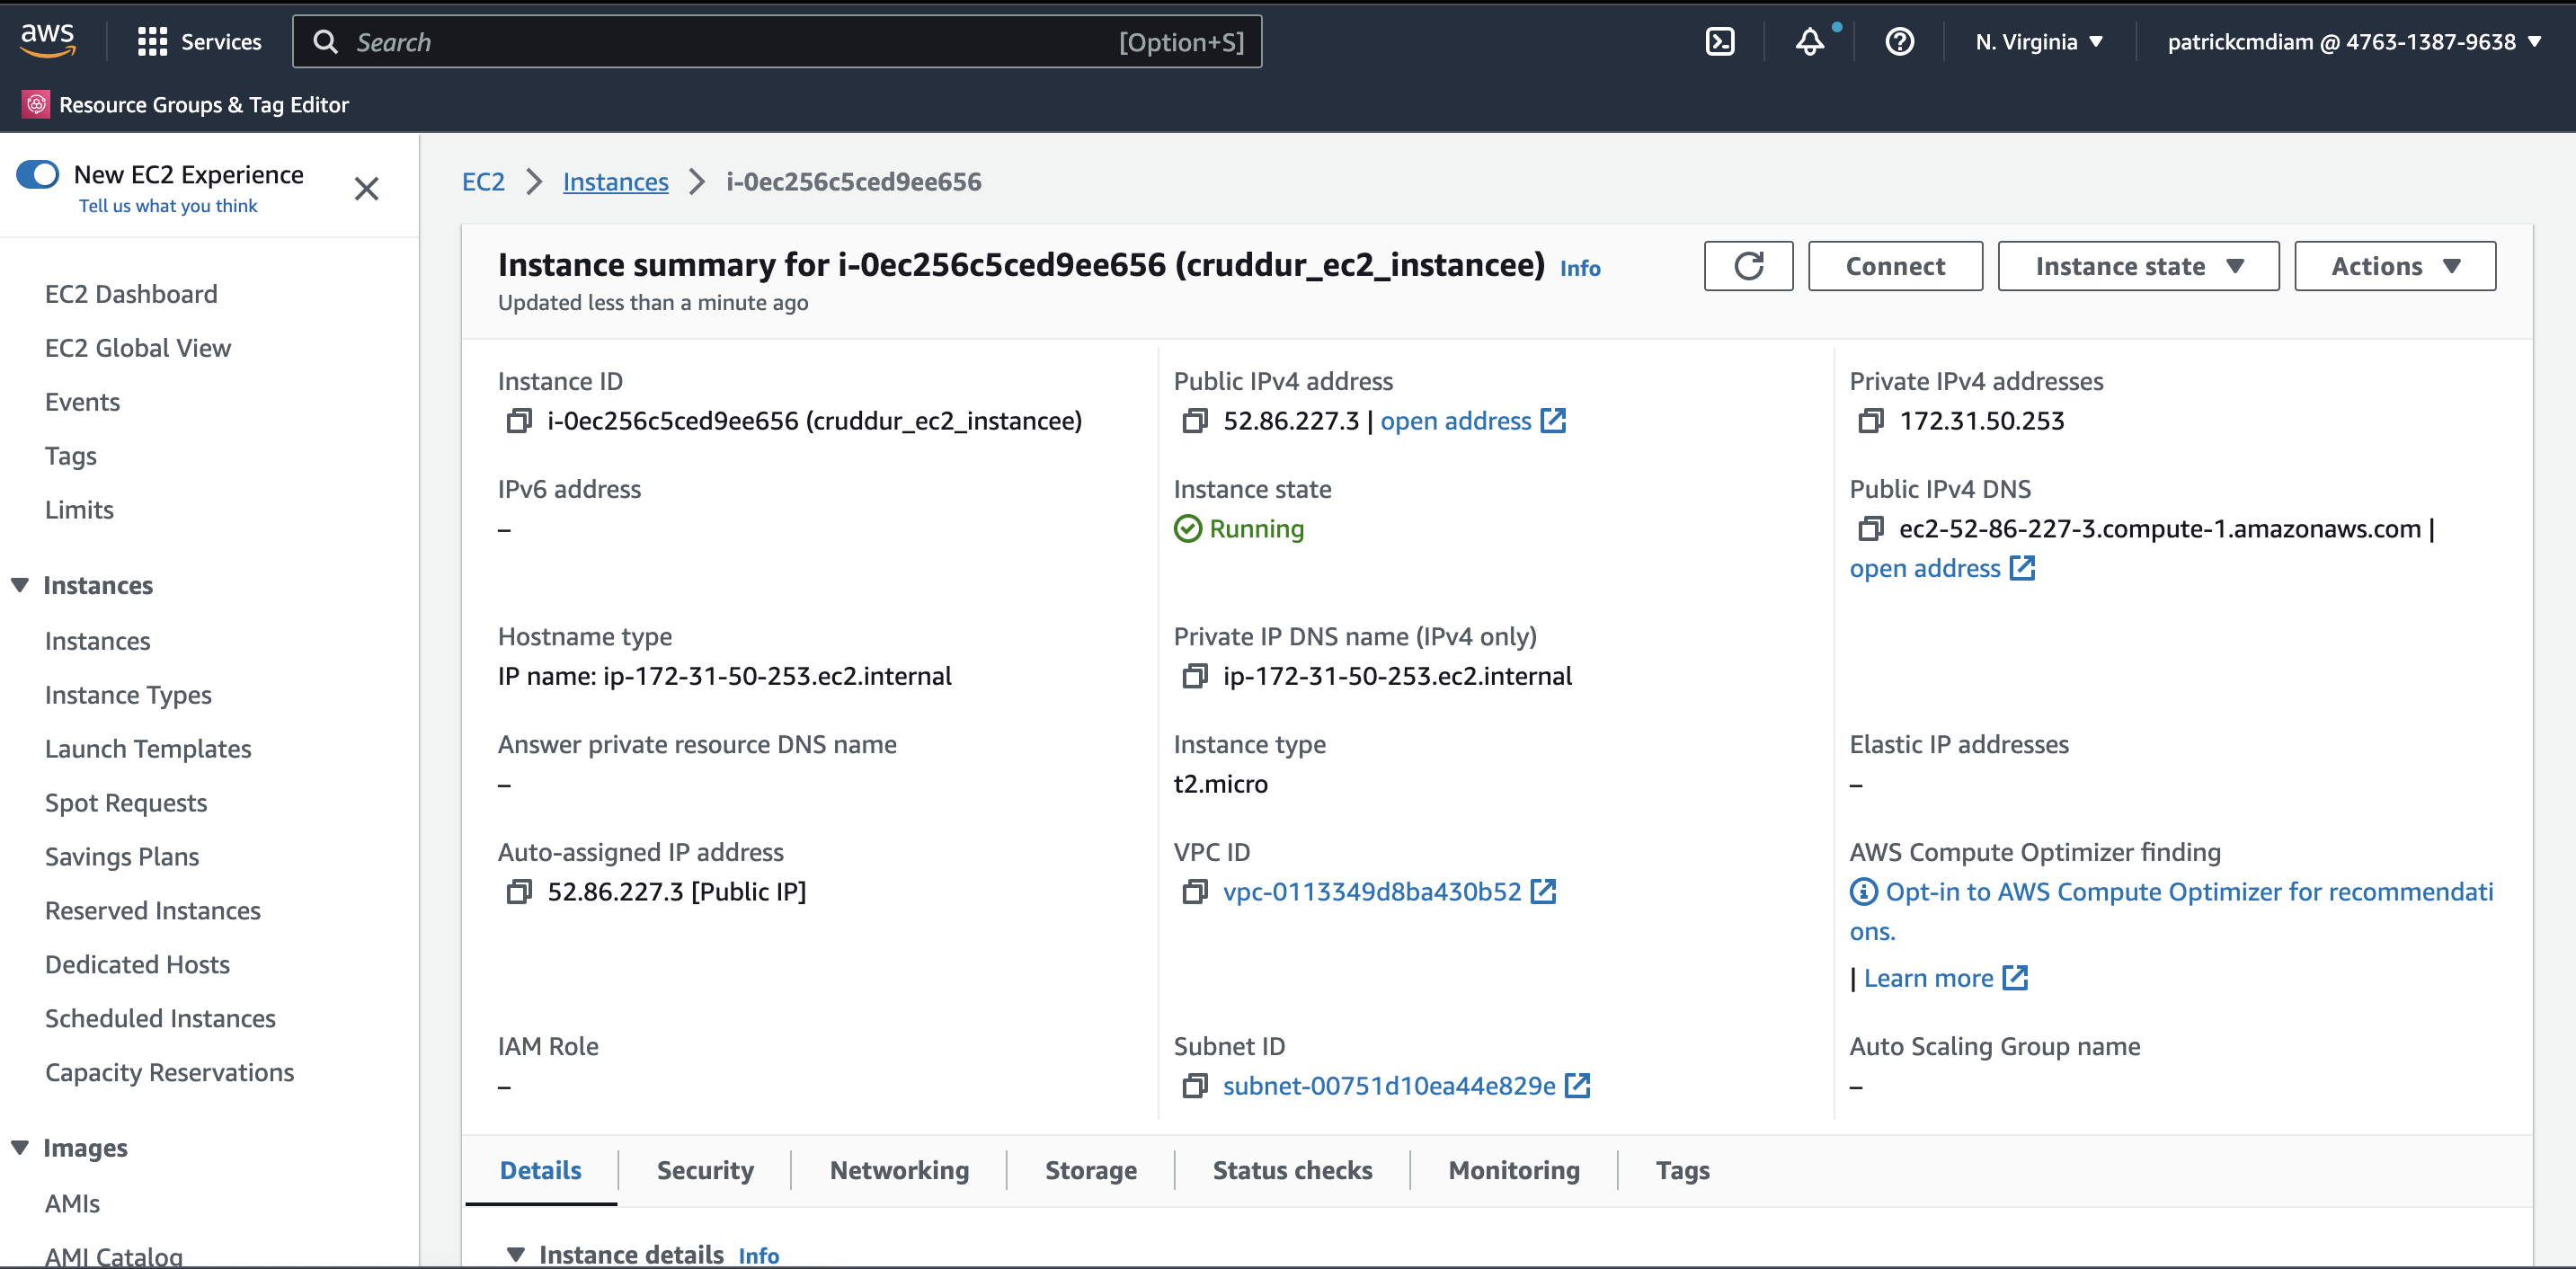 aws
Services
Search
[Option+S]
N. Virginia
patrickcmdiam @ 4763-1387-9638
Resource Groups & Tag Editor
New EC2 Experience
Tell us what you think
EC2 Dashboard
EC2 Global View
Events
Tags
Limits
Instances
Instances
Instance Types
Launch Templates
Spot Requests
Savings Plans
Reserved Instances
Dedicated Hosts
Scheduled Instances
Capacity Reservations
Images
AMIs
AMI Catalog
EC2 > Instances > i-0ec256c5ced9ee656
Instance summary for i-0ec256c5ced9ee656 (cruddur_ec2_instancee) Info
Updated less than a minute ago
Connect
Instance state
Actions
Instance ID
i-0ec256c5ced9ee656 (cruddur_ec2_instancee)
Public IPv4 address
52.86.227.3 | open address
Private IPv4 addresses
172.31.50.253
IPv6 address
–
Instance state
Running
Public IPv4 DNS
ec2-52-86-227-3.compute-1.amazonaws.com |
open address
Hostname type
IP name: ip-172-31-50-253.ec2.internal
Private IP DNS name (IPv4 only)
ip-172-31-50-253.ec2.internal
Answer private resource DNS name
–
Instance type
t2.micro
Elastic IP addresses
–
Auto-assigned IP address
52.86.227.3 [Public IP]
VPC ID
vpc-0113349d8ba430b52
AWS Compute Optimizer finding
Opt-in to AWS Compute Optimizer for recommendati
ons.
| Learn more
IAM Role
–
Subnet ID
subnet-00751d10ea44e829e
Auto Scaling Group name
–
Details
Security
Networking
Storage
Status checks
Monitoring
Tags
Instance details Info